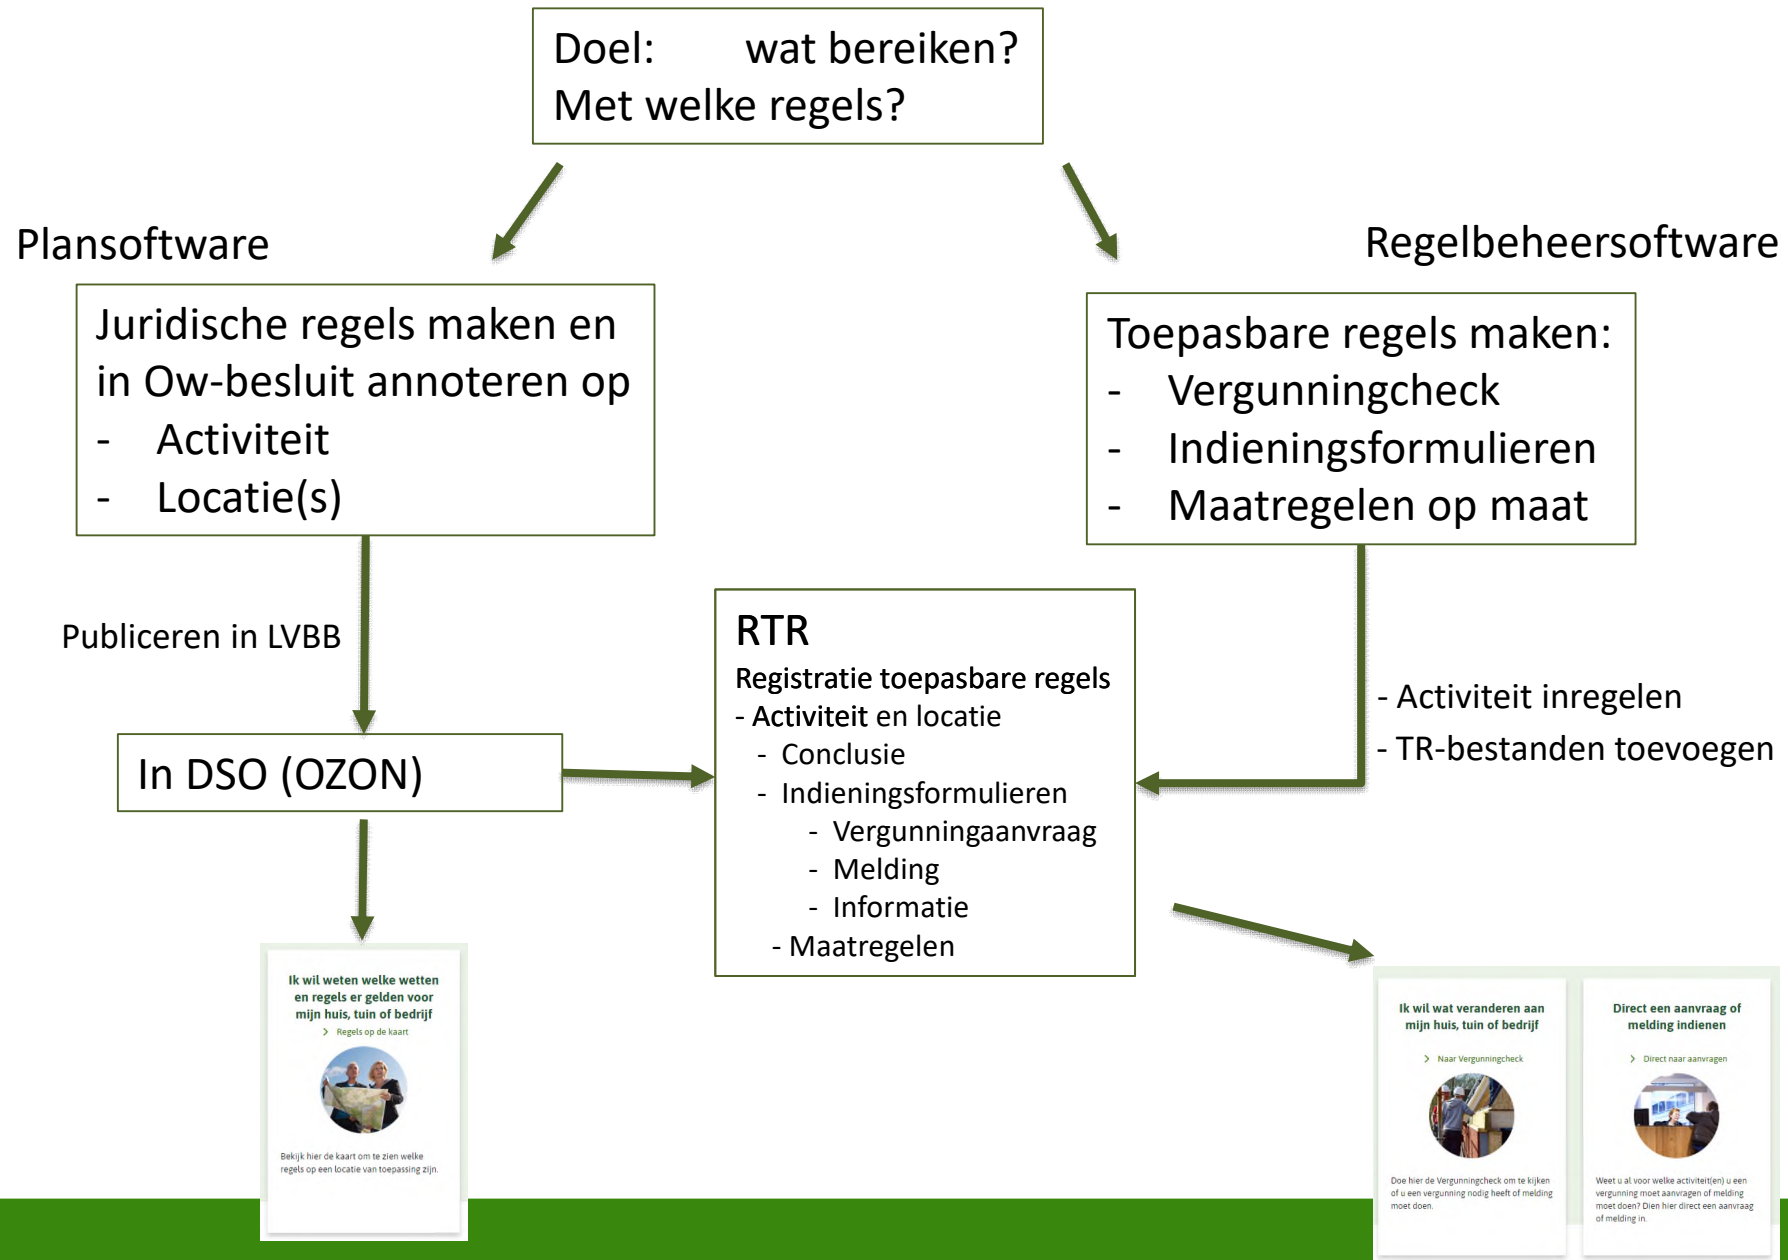 Doel: wat bereiken?
Met welke regels?
Plansoftware
Regelbeheersoftware
Juridische regels maken en
in Ow-besluit annoteren op
- Activiteit
- Locatie(s)
Toepasbare regels maken:
- Vergunningcheck
- Indieningsformulieren
- Maatregelen op maat
Publiceren in LVBB
RTR
Registratie toepasbare regels
- Activiteit en locatie
- Conclusie
- Indieningsformulieren
- Vergunningaanvraag
- Melding
- Informatie
- Maatregelen
- Activiteit inregelen
- TR-bestanden toevoegen
In DSO (OZON)
Ik wil weten welke wetten
en regels er gelden voor
mijn huis, tuin of bedrijf
> Regels op de kaart
Bekijk hier de kaart om te zien welke
regels op een locatie van toepassing zijn.
Ik wil wat veranderen aan
mijn huis, tuin of bedrijf
> Naar Vergunningcheck
Doe hier de Vergunningcheck om te kijken
of u een vergunning nodig heeft of melding
moet doen.
Direct een aanvraag of
melding indienen
> Direct naar aanvragen
Weet u al voor welke activiteit(en) u een
vergunning moet aanvragen of melding
moet doen? Dien hier direct een aanvraag
of melding in.